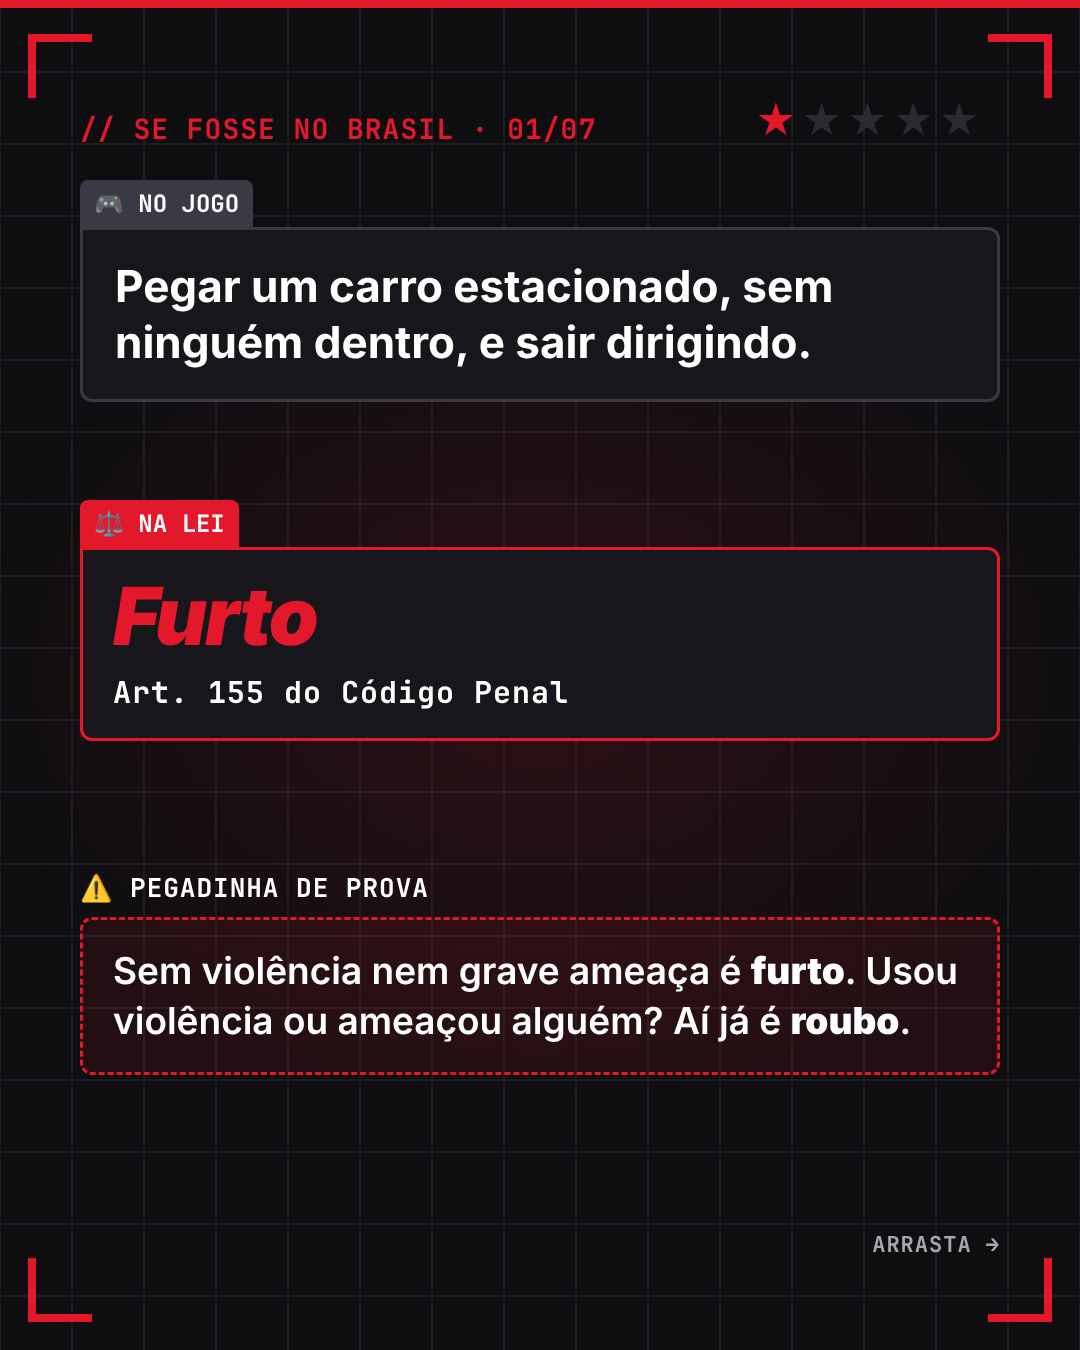 // SE FOSSE NO BRASIL · 01/07
🎮 NO JOGO
Pegar um carro estacionado, sem
ninguém dentro, e sair dirigindo.
⚖️ NA LEI
Furto
Art. 155 do Código Penal
⚠️ PEGADINHA DE PROVA
Sem violência nem grave ameaça é furto. Usou
violência ou ameaçou alguém? Aí já é roubo.
ARRASTA →